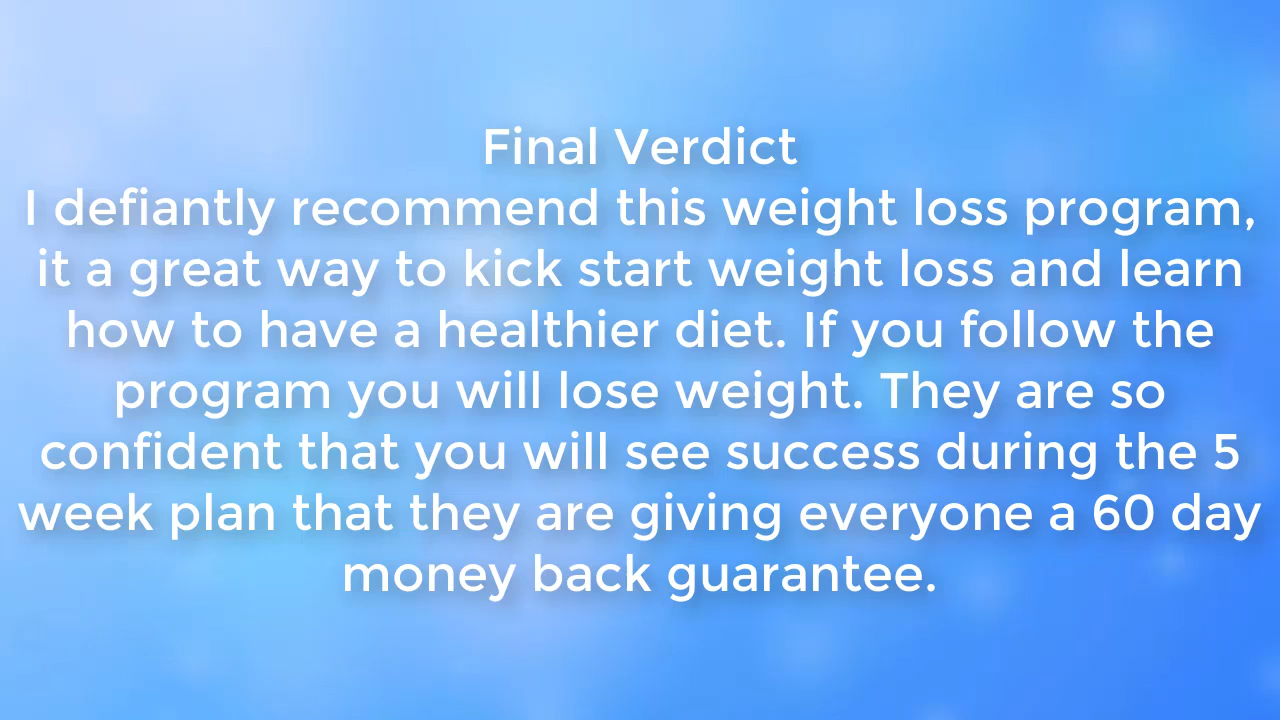 Final Verdict
I defiantly recommend this weight loss program,
it a great way to kick start weight loss and learn
how to have a healthier diet. If you follow the
program you will lose weight. They are so
confident that you will see success during the 5
week plan that they are giving everyone a 60 day
money back guarantee.